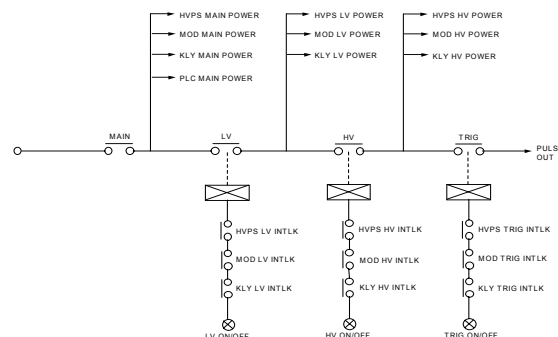 HVPS MAIN POWER
MOD MAIN POWER
KLY MAIN POWER
PLC MAIN POWER
HVPS LV POWER
MOD LV POWER
KLY LV POWER
HVPS HV POWER
MOD HV POWER
KLY HV POWER
MAIN
LV
HV
TRIG
PULS
OUT
HVPS LV INTLK
MOD LV INTLK
KLY LV INTLK
HVPS HV INTLK
MOD HV INTLK
KLY HV INTLK
HVPS TRIG INTLK
MOD TRIG INTLK
KLY TRIG INTLK
LV ON/OFF
HV ON/OFF
TRIG ON/OFF